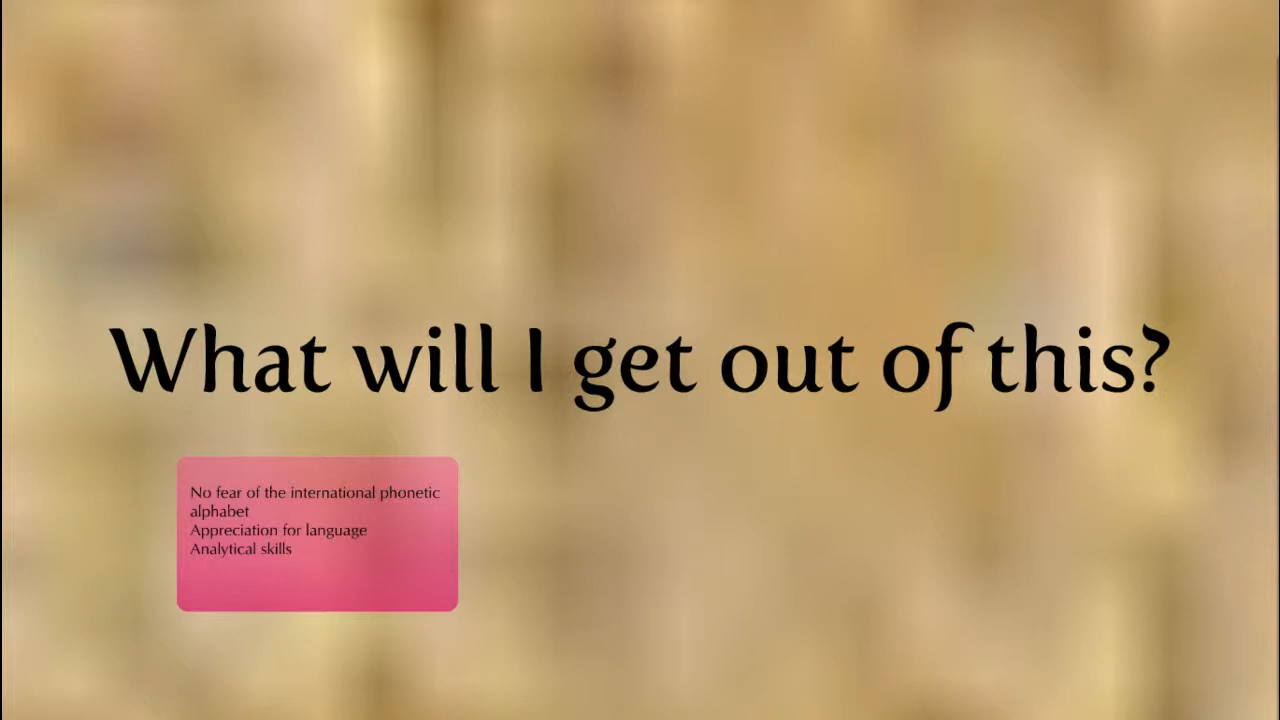 What will I get out of this?
No fear of the international phonetic
alphabet
Appreciation for language
Analytical skills